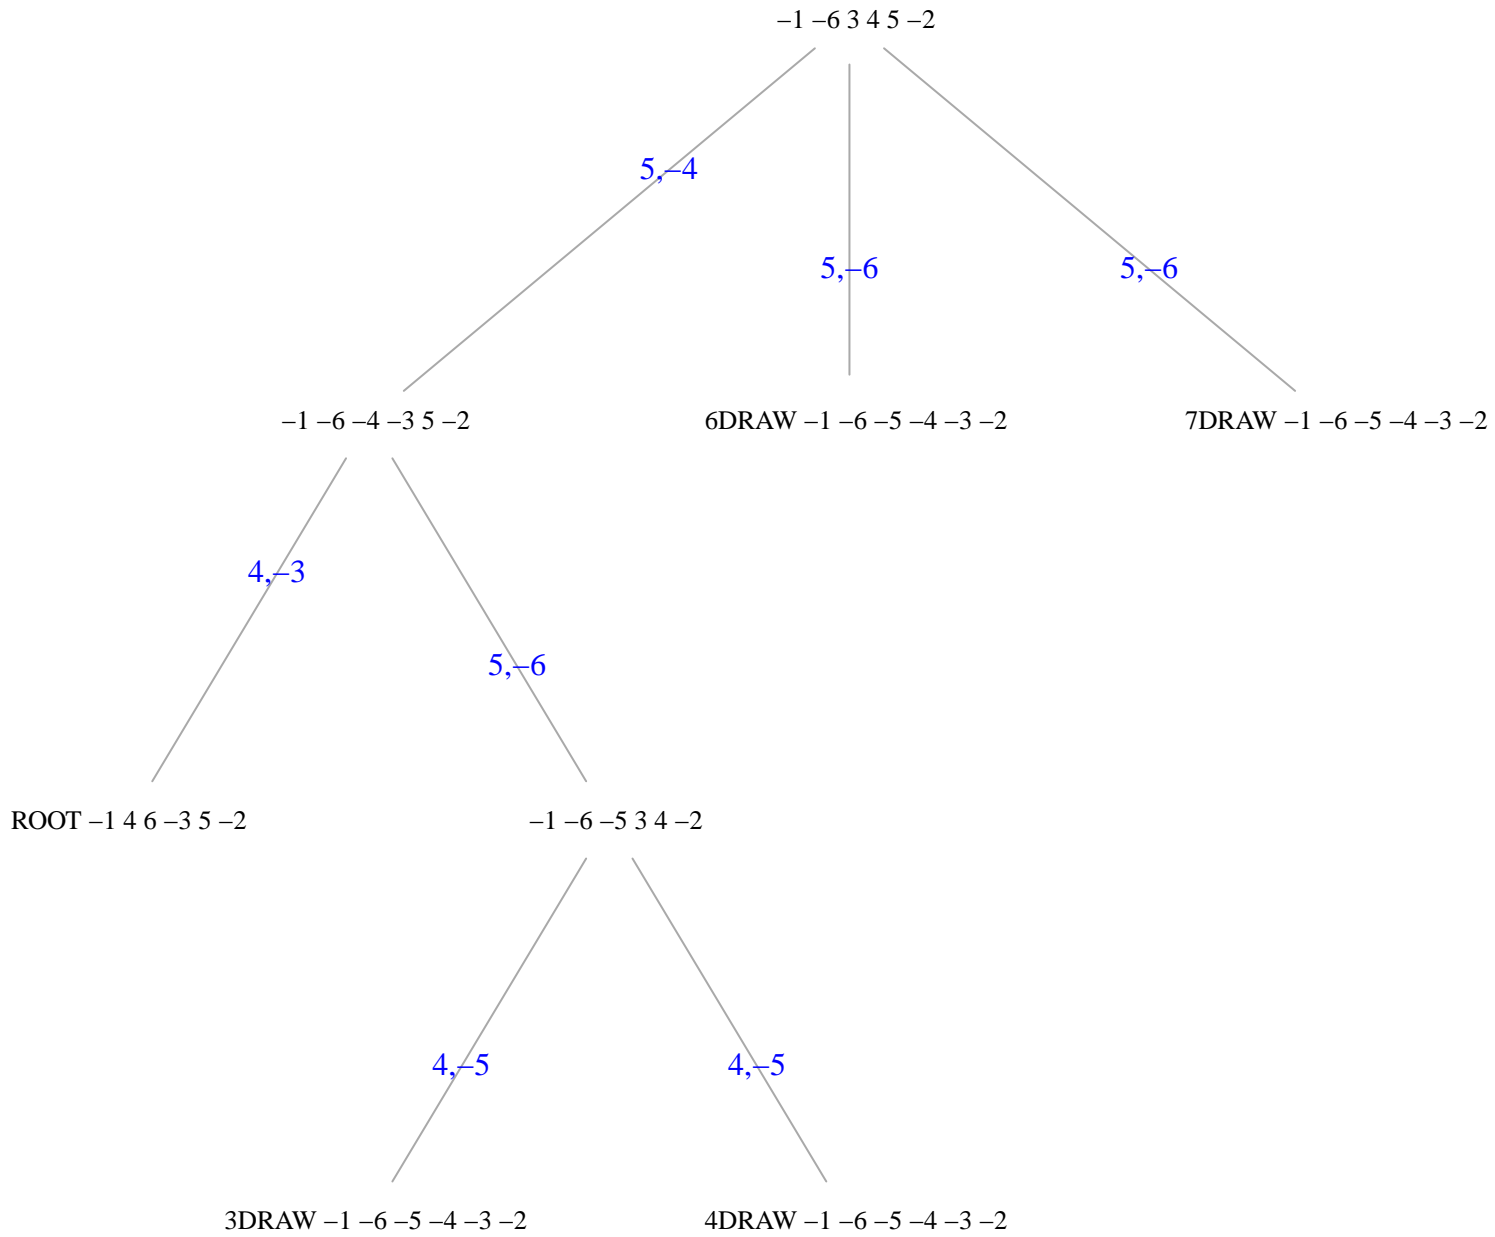 –1 –6 3 4 5 –2
5,–4
5,–6
5,–6
–1 –6 –4 –3 5 –2
6DRAW –1 –6 –5 –4 –3 –2
7DRAW –1 –6 –5 –4 –3 –2
4,–3
5,–6
ROOT –1 4 6 –3 5 –2
–1 –6 –5 3 4 –2
4,–5
4,–5
3DRAW –1 –6 –5 –4 –3 –2
4DRAW –1 –6 –5 –4 –3 –2